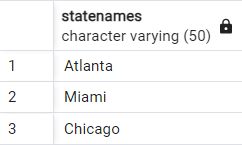 statenames
character varying (50)
1 Atlanta
2 Miami
3 Chicago